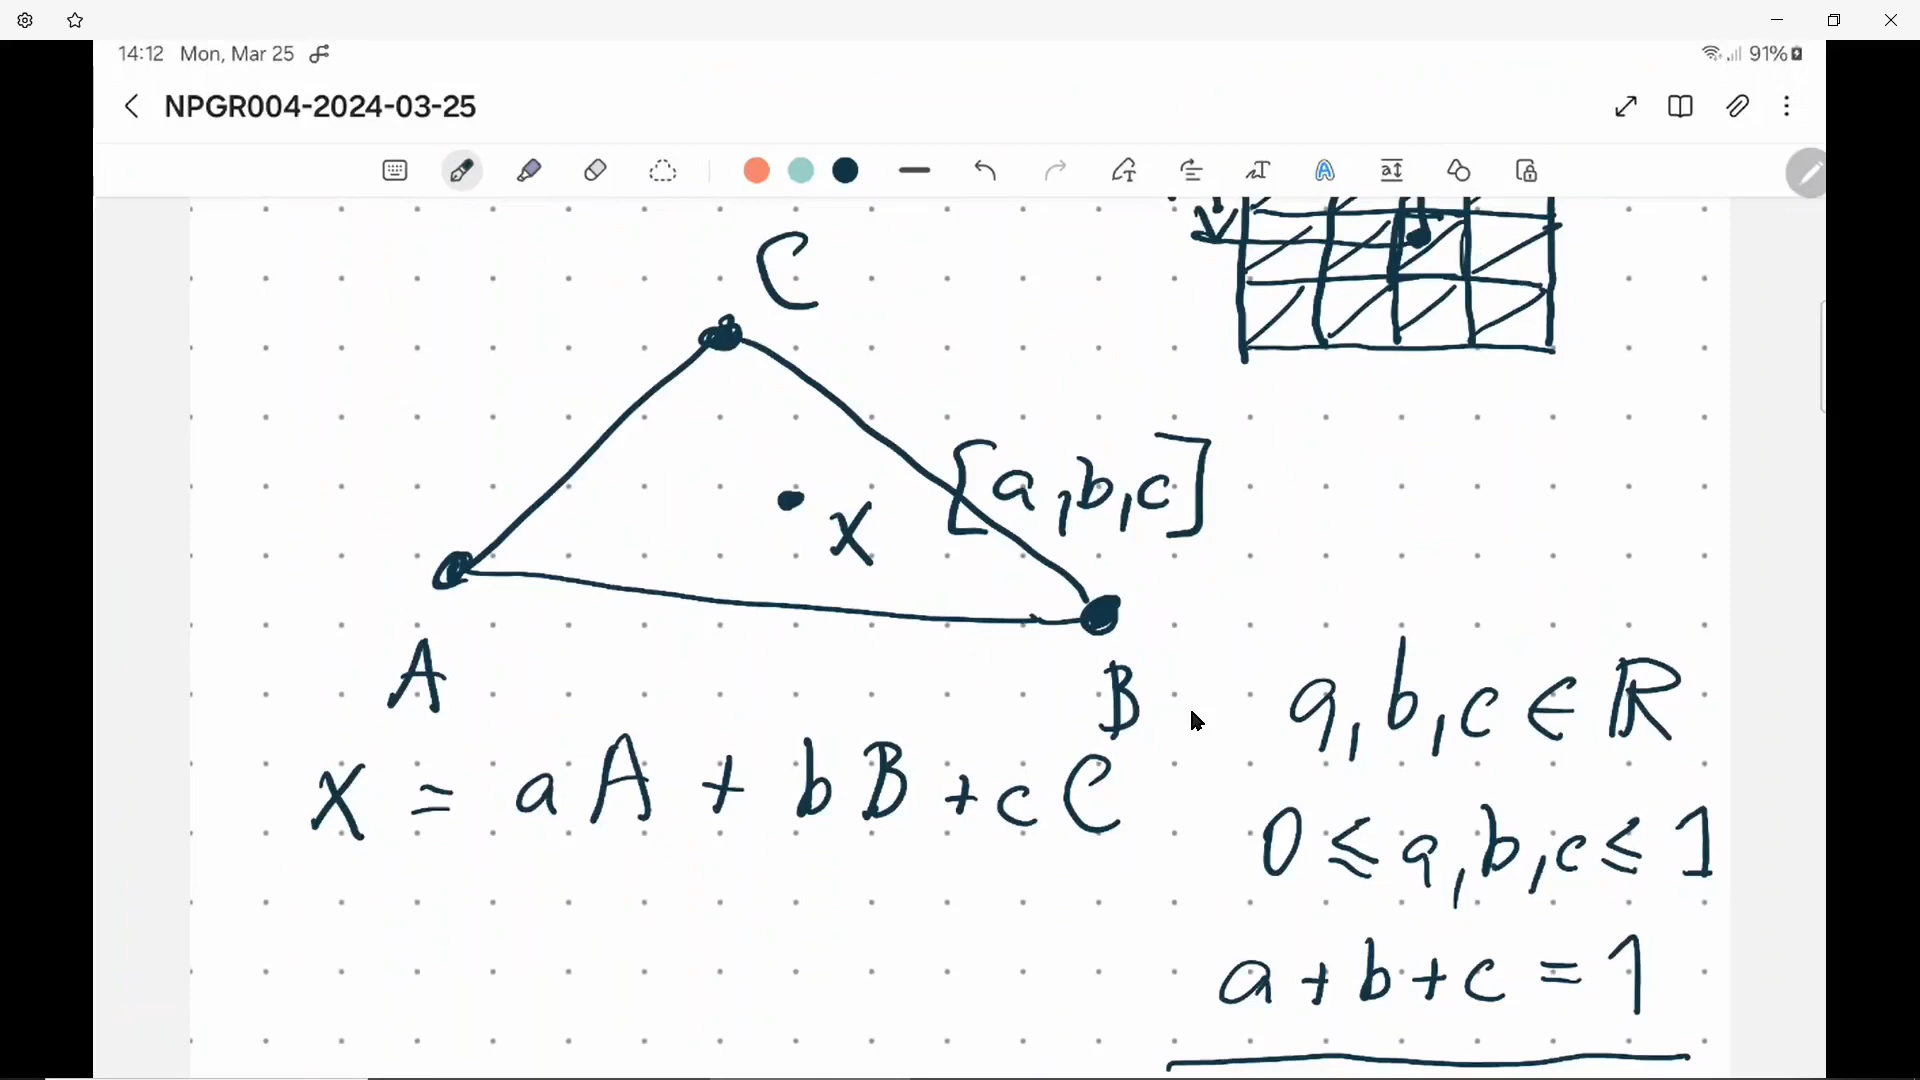 14:12 Mon, Mar 25 91%
NPGR004-2024-03-25
C
[a,b,c]
X
A
B
a,b,c ∈ ℝ
X = aA + bB + cC
0 ≤ a,b,c ≤ 1
a + b + c = 1